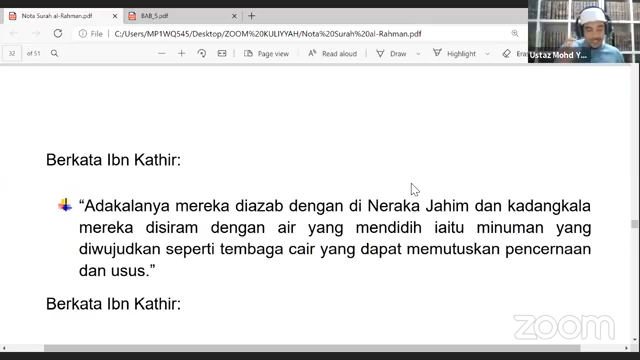 Nota Surah al-Rahman.pdf
BAB_5.pdf
File
C:/Users/MP1WQ545/Desktop/ZOOM%20KULIYYAH/Nota%20Surah%20al-Rahman.pdf
32 of 51
Page view
Read aloud
Draw
Highlight
Ustaz Mohd Y...
Berkata Ibn Kathir:
“Adakalanya mereka diazab dengan di Neraka Jahim dan kadangkala
mereka disiram dengan air yang mendidih iaitu minuman yang
diwujudkan seperti tembaga cair yang dapat memutuskan pencernaan
dan usus.”
Berkata Ibn Kathir:
zoom